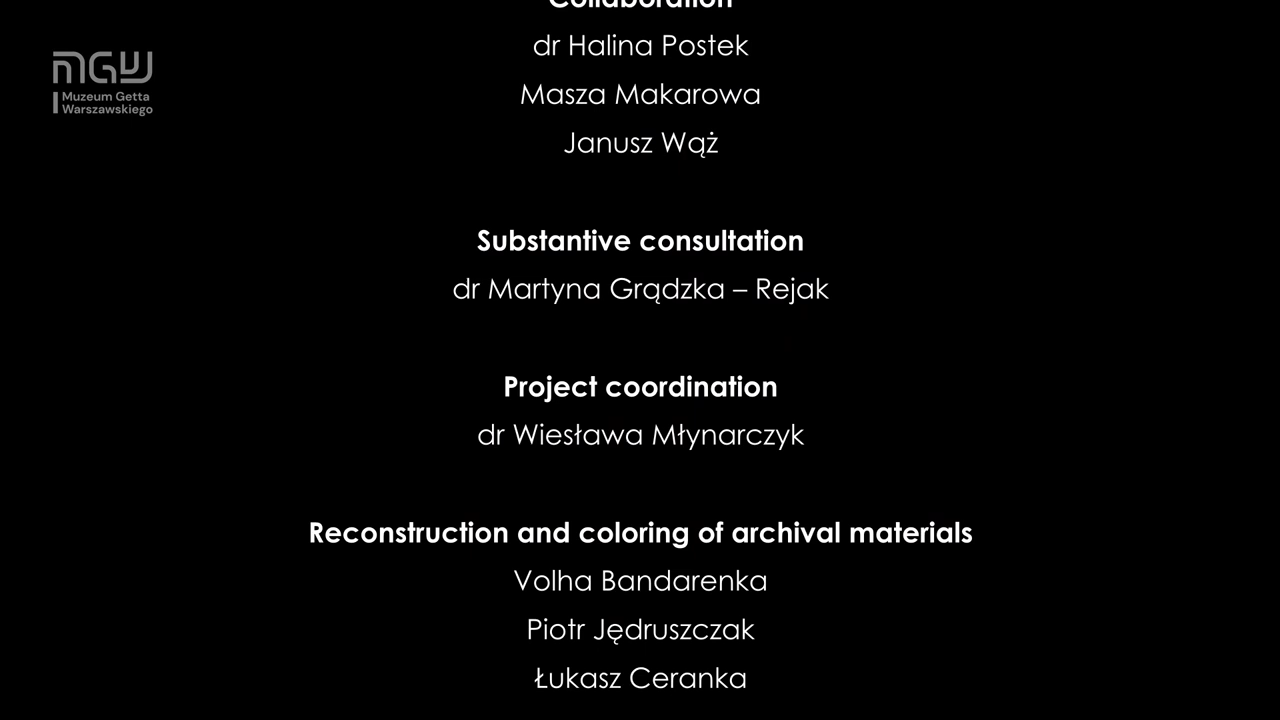 MGW
Muzeum Getta
Warszawskiego
Collaboration
dr Halina Postek
Masza Makarowa
Janusz Wąż
Substantive consultation
dr Martyna Grądzka – Rejak
Project coordination
dr Wiesława Młynarczyk
Reconstruction and coloring of archival materials
Volha Bandarenka
Piotr Jędruszczak
Łukasz Ceranka